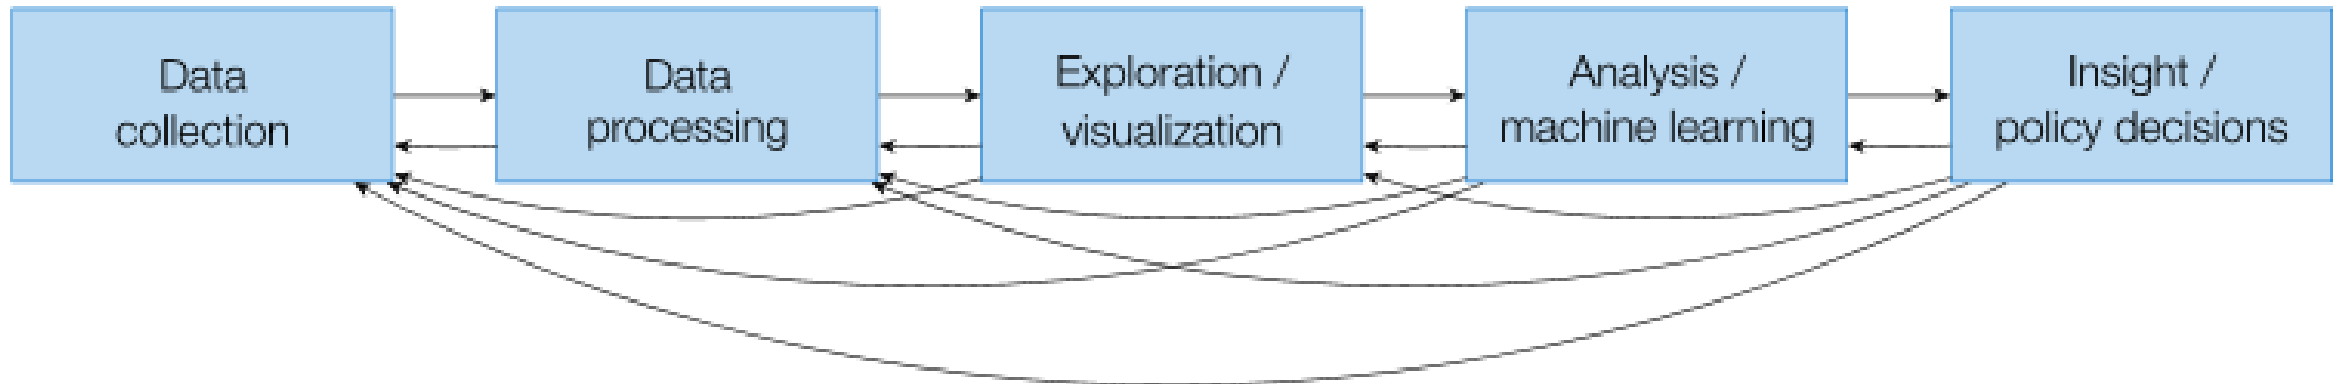 Data
collection
Data
processing
Exploration /
visualization
Analysis /
machine learning
Insight /
policy decisions